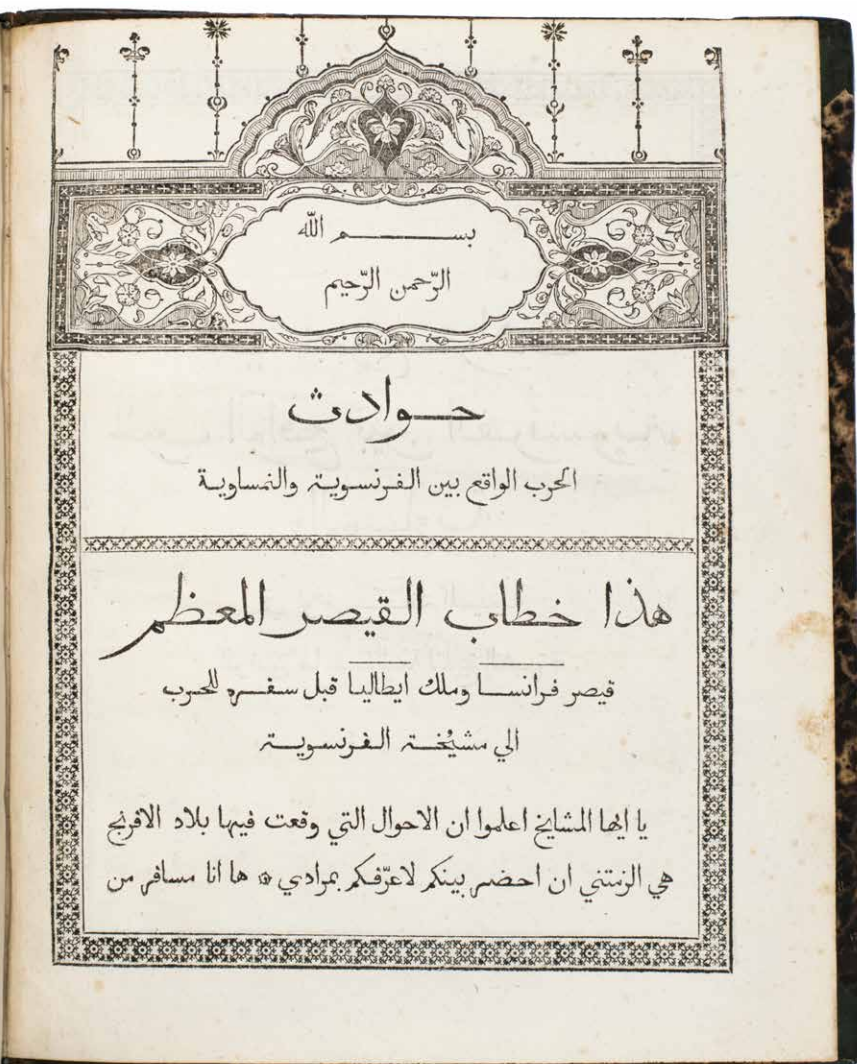 بسم الله
الرّحمن الرّحيم
حوادث
الحرب الواقع بين الفرنسوية والنمساوية
هذا خطاب القيصر المعظم
قيصر فرانسا وملك ايطاليا قبل سفره للحرب
الي مشيخة الفرنسوية
يا ايها المشايخ اعلموا ان الاحوال التي وقعت فيها بلاد الافرنج
هي الزمتني ان احضر بينكم لاعرّفكم بمرادي ۞ ها انا مسافر من